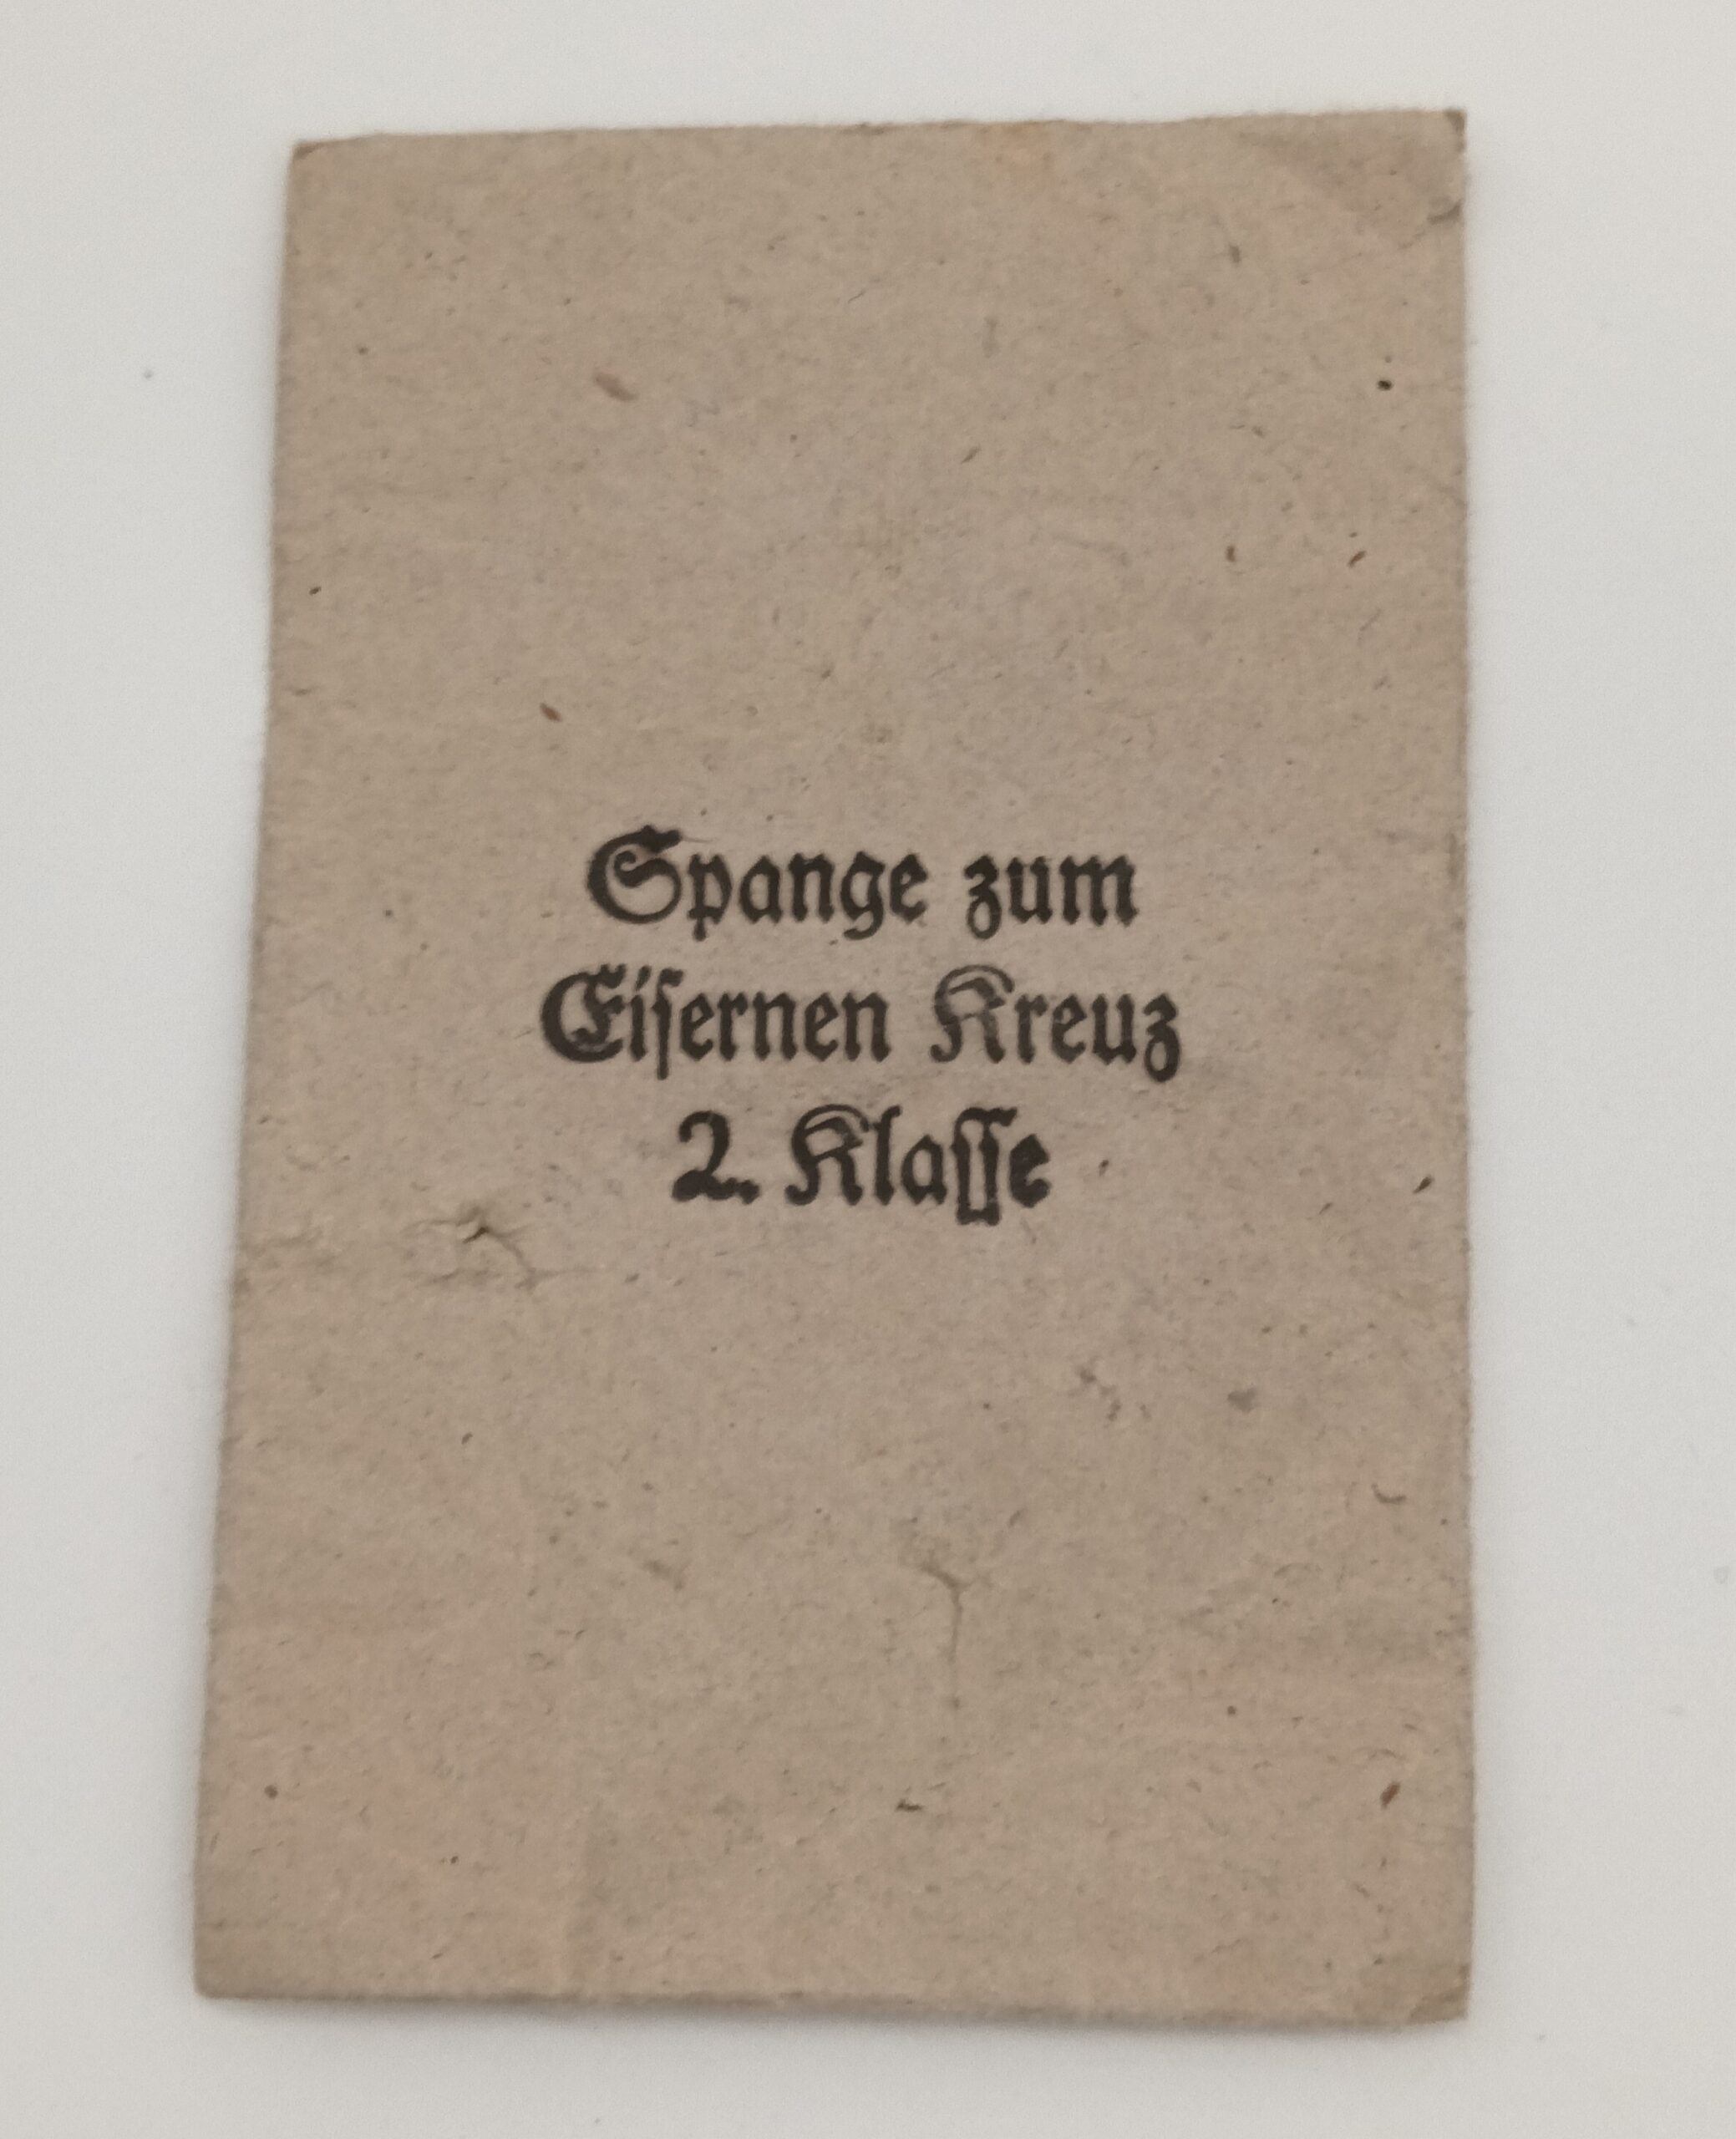 Spange zum
Eiſernen Kreuz
2. Klaſſe